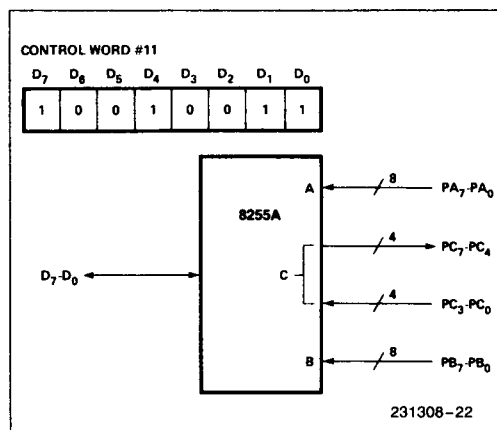 CONTROL WORD #11
D7 D6 D5 D4 D3 D2 D1 D0
1 0 0 1 0 0 1 1
8255A
A
8
PA7-PA0
4
PC7-PC4
D7-D0
C
4
PC3-PC0
B
8
PB7-PB0
231308-22